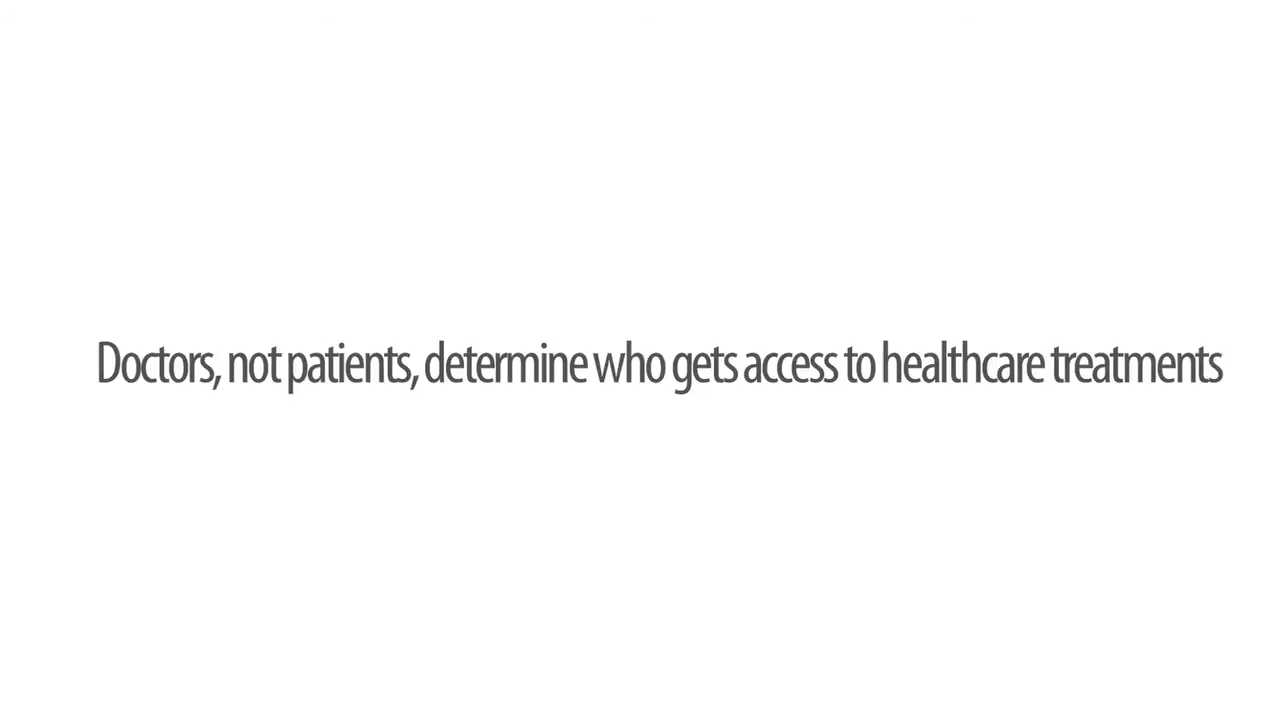 Doctors, not patients, determine who gets access to healthcare treatments